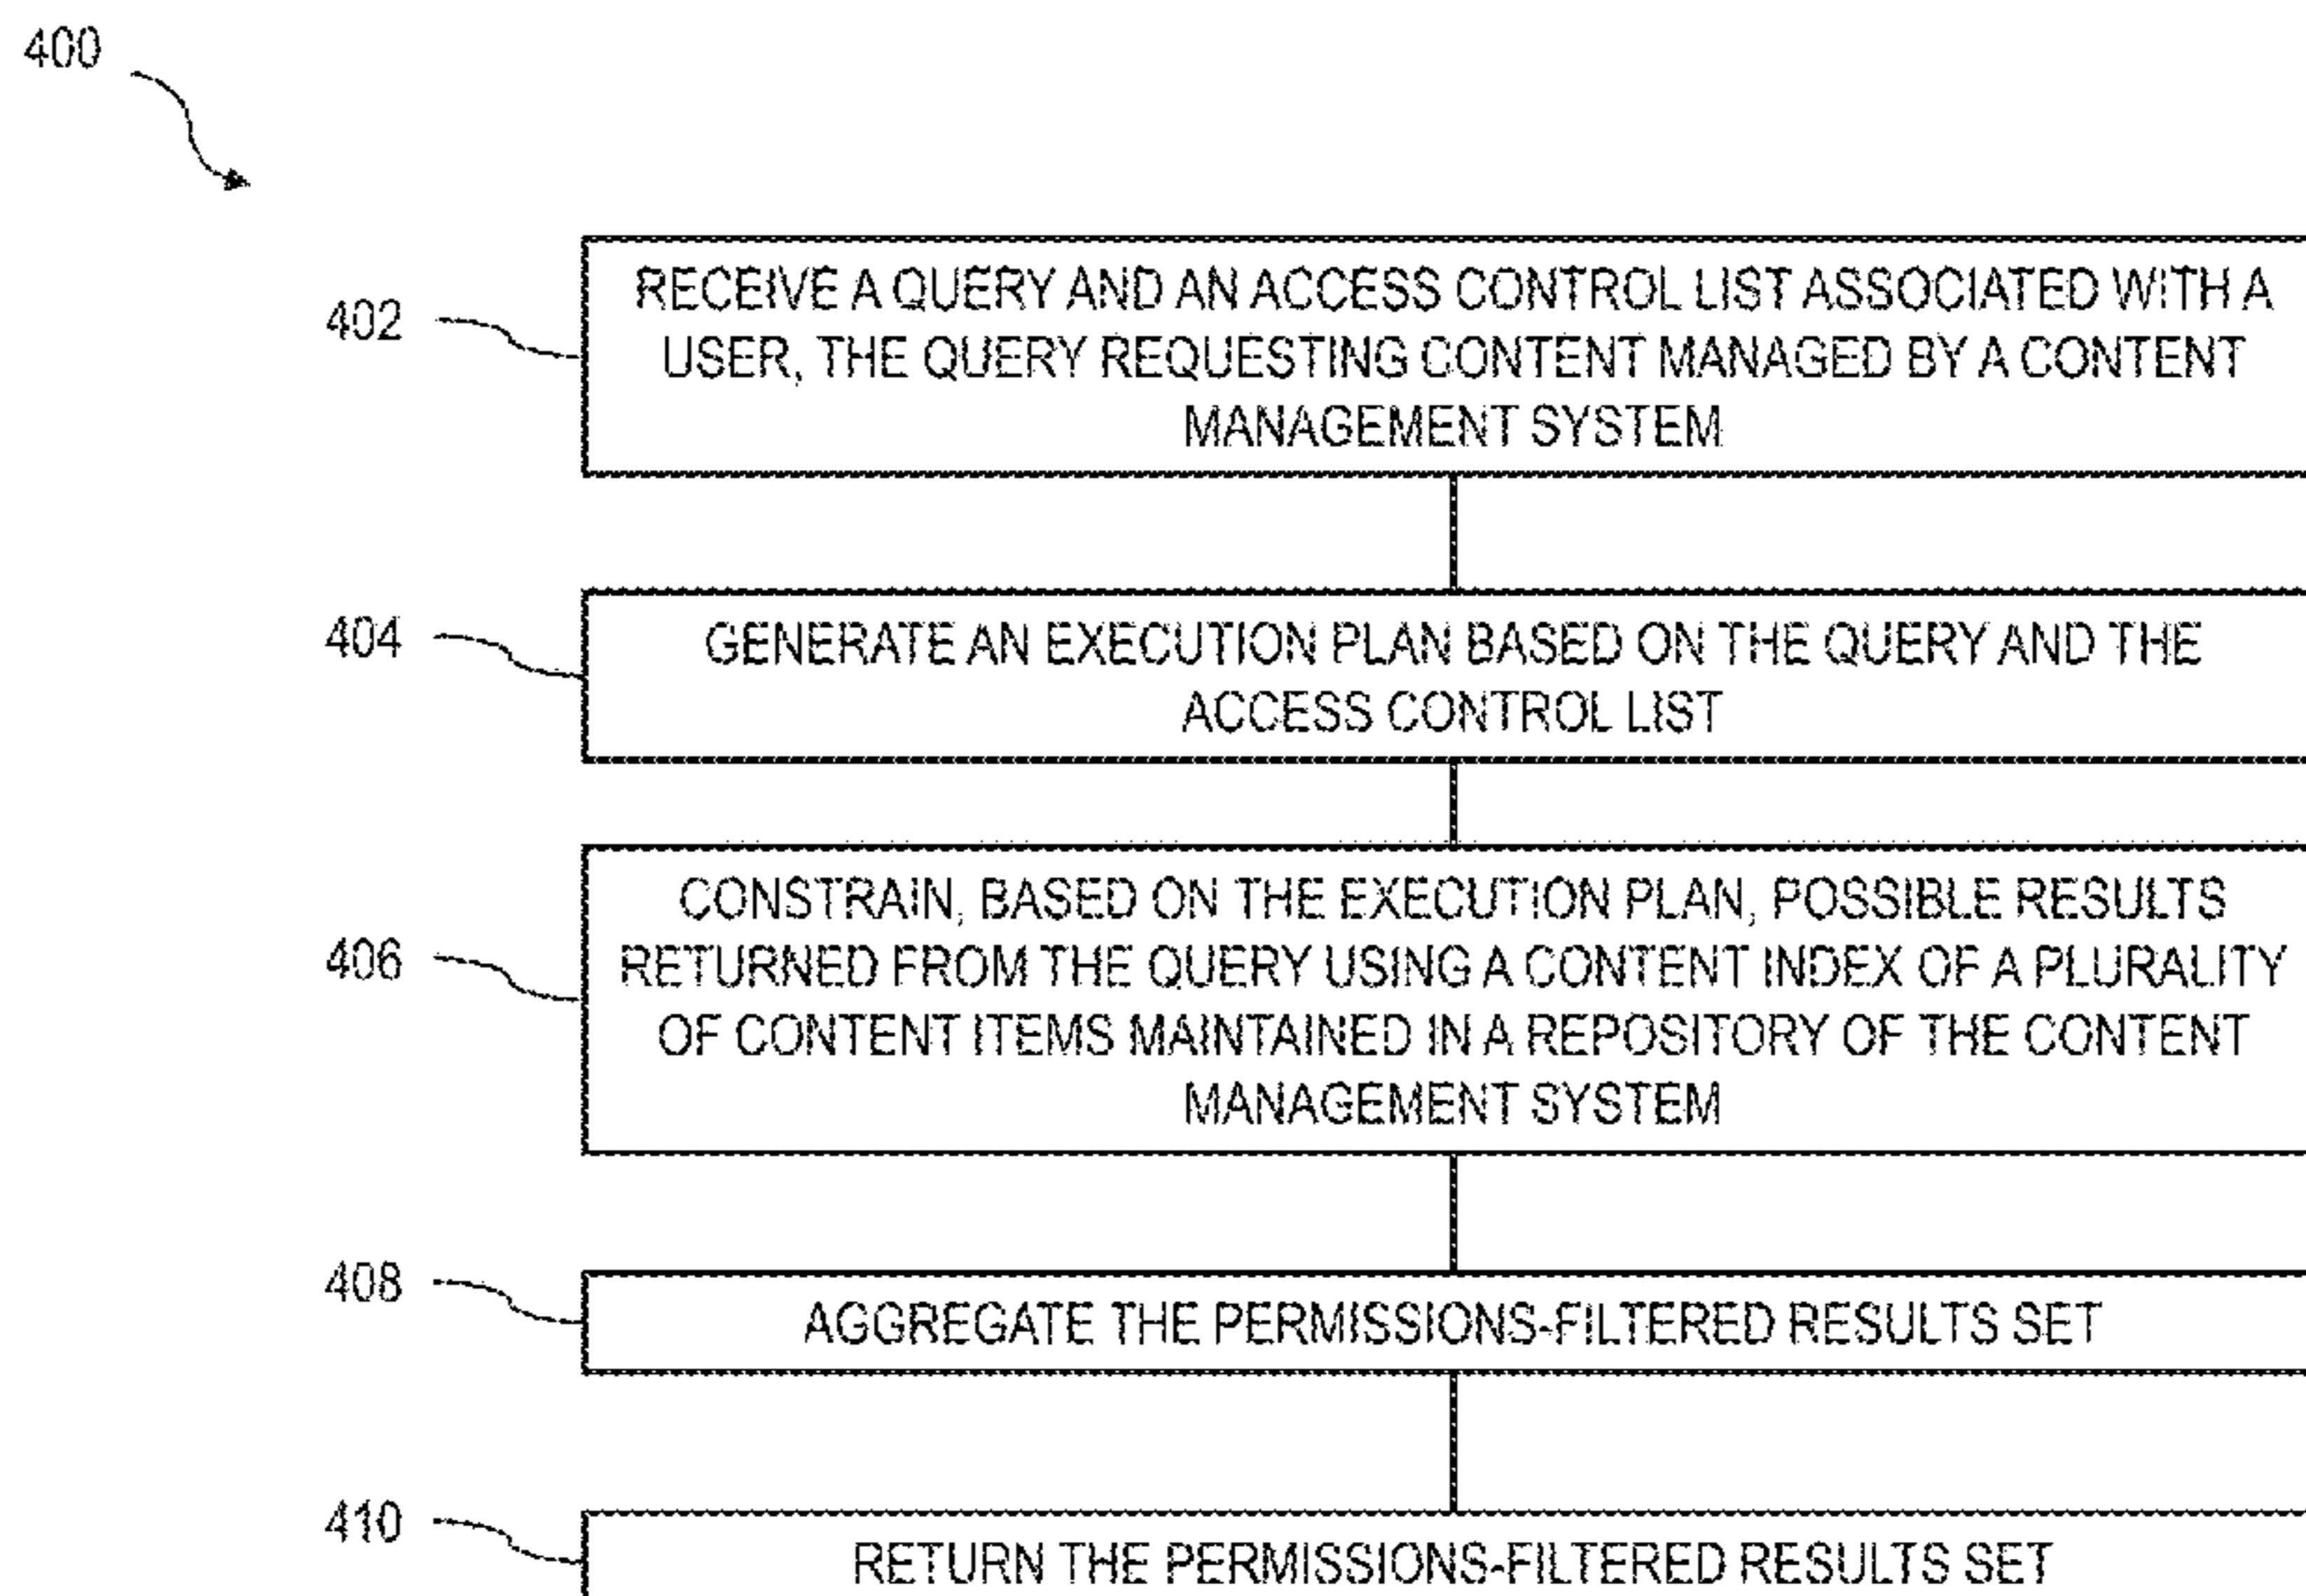 400
402
RECEIVE A QUERY AND AN ACCESS CONTROL LIST ASSOCIATED WITH A
USER, THE QUERY REQUESTING CONTENT MANAGED BY A CONTENT
MANAGEMENT SYSTEM
404
GENERATE AN EXECUTION PLAN BASED ON THE QUERY AND THE
ACCESS CONTROL LIST
406
CONSTRAIN, BASED ON THE EXECUTION PLAN, POSSIBLE RESULTS
RETURNED FROM THE QUERY USING A CONTENT INDEX OF A PLURALITY
OF CONTENT ITEMS MAINTAINED IN A REPOSITORY OF THE CONTENT
MANAGEMENT SYSTEM
408
AGGREGATE THE PERMISSIONS-FILTERED RESULTS SET
410
RETURN THE PERMISSIONS-FILTERED RESULTS SET